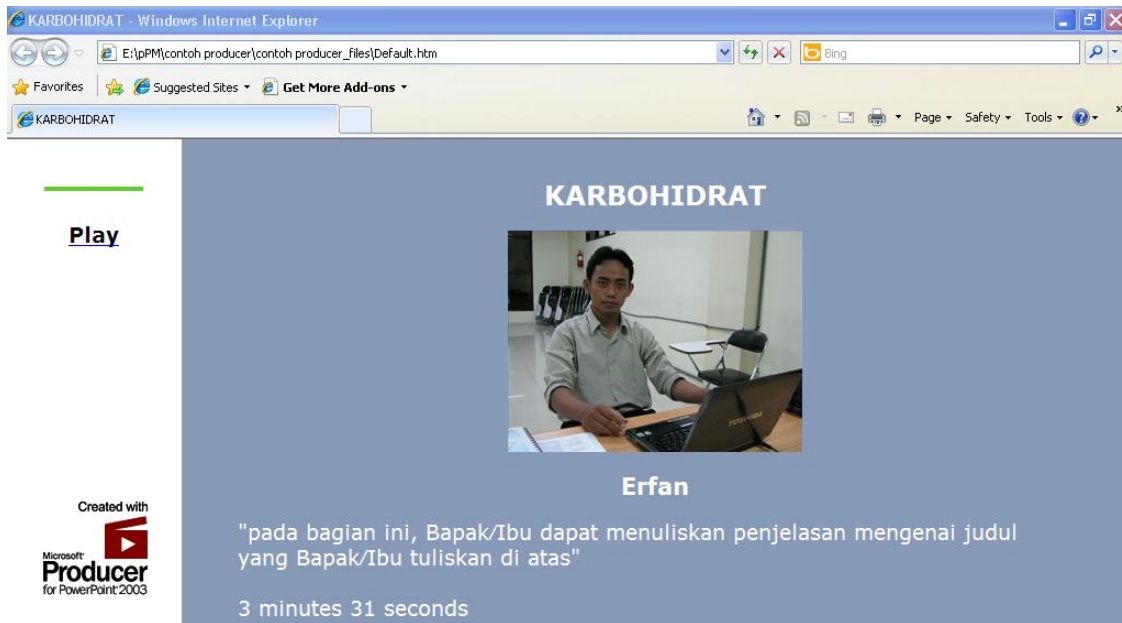 KARBOHIDRAT - Windows Internet Explorer
E:\pPM\contoh producer\contoh producer_files\Default.htm
Bing
Favorites
Suggested Sites
Get More Add-ons
KARBOHIDRAT
Page
Safety
Tools
»
KARBOHIDRAT
Play
TOSHIBA
Erfan
"pada bagian ini, Bapak/Ibu dapat menuliskan penjelasan mengenai judul
yang Bapak/Ibu tuliskan di atas"
3 minutes 31 seconds
Created with
Microsoft
Producer
for PowerPoint 2003